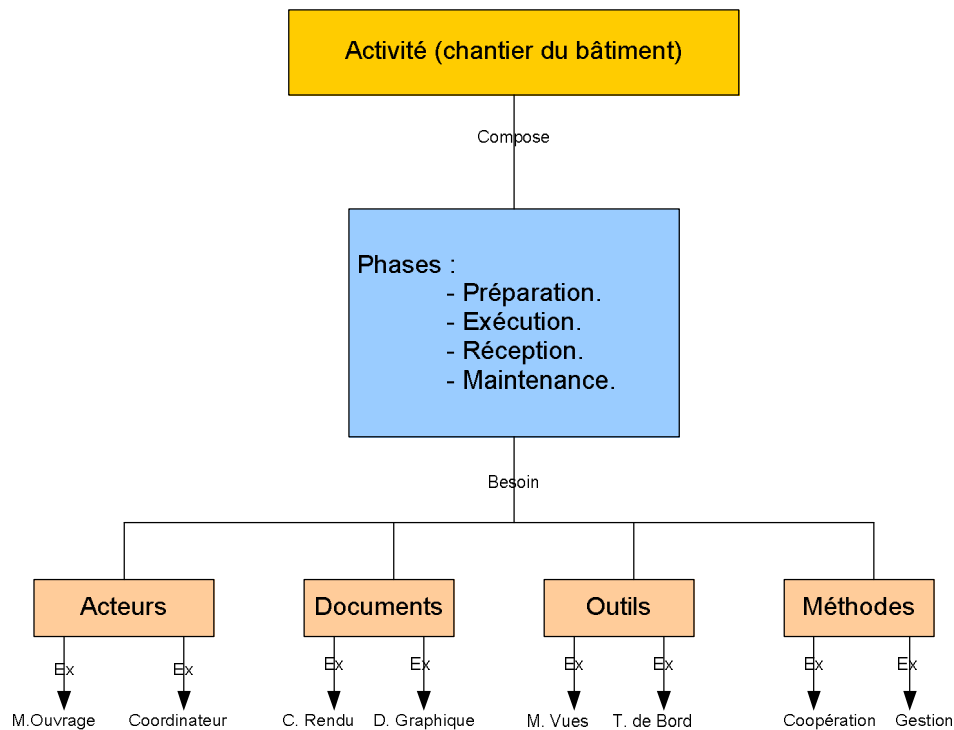 Activité (chantier du bâtiment)
Compose
Phases :
- Préparation.
- Exécution.
- Réception.
- Maintenance.
Besoin
Acteurs
Documents
Outils
Méthodes
Ex
Ex
Ex
Ex
Ex
Ex
Ex
Ex
M.Ouvrage
Coordinateur
C. Rendu
D. Graphique
M. Vues
T. de Bord
Coopération
Gestion